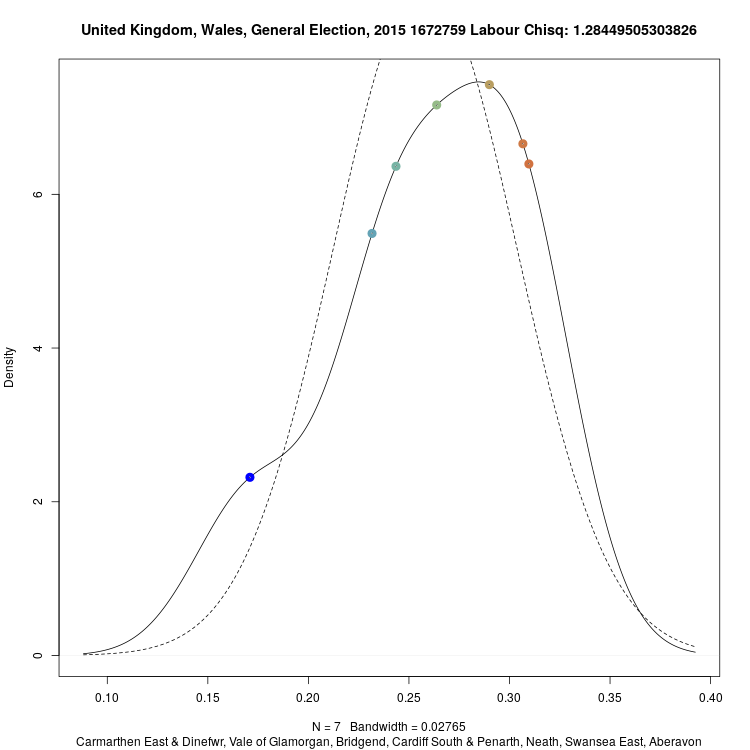 United Kingdom, Wales, General Election, 2015 1672759 Labour Chisq: 1.28449505303826
Density
6
4
2
0
0.10 0.15 0.20 0.25 0.30 0.35 0.40
N = 7 Bandwidth = 0.02765
Carmarthen East & Dinefwr, Vale of Glamorgan, Bridgend, Cardiff South & Penarth, Neath, Swansea East, Aberavon